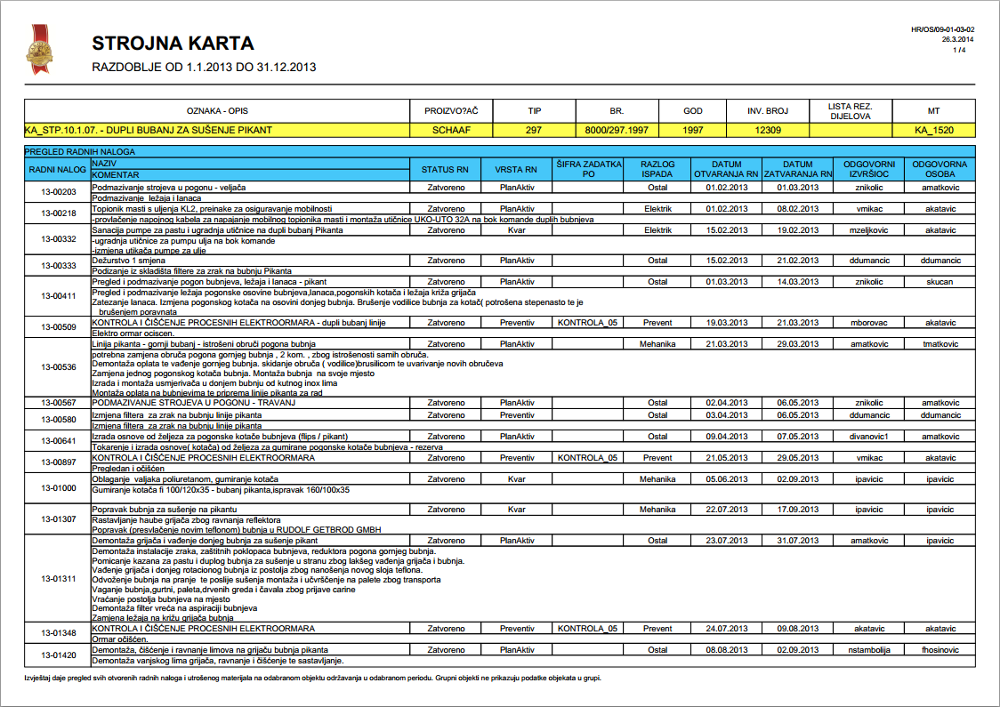 HR/OS/09-01-03-02
26.3.2014
1 / 4
STROJNA KARTA
RAZDOBLJE OD 1.1.2013 DO 31.12.2013
OZNAKA - OPIS PROIZVO?AČ TIP BR. GOD INV. BROJ LISTA REZ. DIJELOVA MT
KA_STP.10.1.07. - DUPLI BUBANJ ZA SUŠENJE PIKANT SCHAAF 297 8000/297.1997 1997 12309 KA_1520
PREGLED RADNIH NALOGA
RADNI NALOG NAZIV KOMENTAR STATUS RN VRSTA RN ŠIFRA ZADATKA PO RAZLOG ISPADA DATUM OTVARANJA RN DATUM ZATVARANJA RN ODGOVORNI IZVRŠIOC ODGOVORNA OSOBA
13-00203 Podmazivanje strojeva u pogonu - veljača Zatvoreno PlanAktiv Ostal 01.02.2013 01.03.2013 znikolic amatkovic
Podmazivanje ležaja i lanaca
13-00218 Topionik masti s uljenja KL2, preinake za osiguravanje mobilnosti Zatvoreno PlanAktiv Elektrik 01.02.2013 08.02.2013 vmikac akatavic
-provlačenje napojnog kabela za napajanje mobilnog topionika masti i montaža utičnice UKO-UTO 32A na bok komande duplih bubnjeva
13-00332 Sanacija pumpe za pastu i ugradnja utičnice na dupli bubanj Pikanta Zatvoreno Kvar Elektrik 15.02.2013 19.02.2013 mzeljkovic akatavic
-ugradnja utičnice za pumpu ulja na bok komande
-izmjena utikača pumpe za ulje
13-00333 Dežurstvo 1 smjena Zatvoreno PlanAktiv Ostal 15.02.2013 21.02.2013 ddumancic ddumancic
Podizanje iz skladišta filtere za zrak na bubnju Pikanta
13-00411 Pregled i podmazivanje pogon bubnjeva, ležaja i lanaca - pikant Zatvoreno PlanAktiv Ostal 01.03.2013 14.03.2013 znikolic skucan
Pregled i podmazivanje ležaja pogonske osovine bubnjeva,lanaca,pogonskih kotača i ležaja križa grijača
Zatezanje lanaca. Izmjena pogonskog kotača na osovini donjeg bubnja. Brušenje vodilice bubnja za kotač( potrošena stepenasto te je
brušenjem poravnata
13-00509 KONTROLA I ČIŠĆENJE PROCESNIH ELEKTROORMARA - dupli bubanj linije Zatvoreno PlanAktiv KONTROLA_05 Prevent 19.03.2013 21.03.2013 mborovac akatavic
Elektro ormar ociscen.
13-00536 Linija pikanta - gornji bubanj - istrošeni obruči pogona bubnja Zatvoreno PlanAktiv Mehanika 21.03.2013 29.03.2013 amatkovic tmatkovic
potrebna zamjena obruča pogona gornjeg bubnja , 2 kom. , zbog istrošenosti samih obruča.
Demontaža oplata te vađenje gornjeg bubnja. skidanje obruča ( vodilice)brusilicom te uvarivanje novih obručeva
Zamjena jednog pogonskog kotača bubnja. Montaža bubnja na svoje mjesto
Izrada i montaža usmjerivača u donjem bubnju od kutnog inox lima
Montaža oplata na bubnjevima te priprema linije pikanta za rad
13-00567 PODMAZIVANJE STROJEVA U POGONU - TRAVANJ Zatvoreno PlanAktiv Ostal 02.04.2013 06.05.2013 znikolic amatkovic
13-00580 Izmjena filtera za zrak na bubnju linije pikanta Zatvoreno Preventiv Ostal 03.04.2013 06.05.2013 ddumancic ddumancic
Izmjena filtera za zrak na bubnju linije pikanta
13-00641 Izrada osnove od željeza za pogonske kotače bubnjeva (flips / pikant) Zatvoreno PlanAktiv Ostal 09.04.2013 07.05.2013 divanovic1 amatkovic
Tokarenje i izrada osnove( kotača) od željeza za gumirane pogonske kotače bubnjeva - rezerva
13-00897 KONTROLA I ČIŠĆENJE PROCESNIH ELEKTROORMARA Zatvoreno Preventiv KONTROLA_05 Prevent 21.05.2013 29.05.2013 vmikac akatavic
Pregledan i očišćen
13-01000 Oblaganje valjaka poliuretanom, gumiranje kotača Zatvoreno Kvar Mehanika 05.06.2013 02.09.2013 ipavicic ipavicic
Gumiranje kotača fi 100/120x35 - bubanj pikanta,ispravak 160/100x35
13-01307 Popravak bubnja za sušenje na pikantu Zatvoreno Kvar Mehanika 22.07.2013 17.09.2013 ipavicic ipavicic
Rastavljanje haube grijača zbog ravnanja reflektora
Popravak (presvlačenje novim teflonom) bubnja u RUDOLF GETBROD GMBH
13-01311 Demontaža grijača i vađenje donjeg bubnja za sušenje pikant Zatvoreno PlanAktiv Ostal 23.07.2013 31.07.2013 amatkovic ipavicic
Demontaža instalacije zraka, zaštitnih poklopaca bubnjeva, reduktora pogona gornjeg bubnja.
Pomicanje kazana za pastu i duplog bubnja za sušenje u stranu zbog lakšeg vađenja grijača i bubnja.
Vađenje grijača i donjeg rotacionog bubnja iz postolja zbog nanošenja novog sloja teflona.
Odvoženje bubnja na pranje te poslije sušenja montaža i učvršćenje na palete zbog transporta
Vaganje bubnja,gurtni, paleta,drvenih greda i čavala zbog prijave carine
Vraćanje postolja bubnjeva na mjesto
Demontaža filter vreća na aspiraciji bubnjeva
Zamjena ležaja na križu grijača bubnja
13-01348 KONTROLA I ČIŠĆENJE PROCESNIH ELEKTROORMARA Zatvoreno Preventiv KONTROLA_05 Prevent 24.07.2013 09.08.2013 akatavic akatavic
Ormar očišćen.
13-01420 Demontaža, čišćenje i ravnanje limova na grijaču bubnja pikanta Zatvoreno PlanAktiv Ostal 08.08.2013 02.09.2013 nstambolija fhosinovic
Demontaža vanjskog lima grijača, ravnanje i čišćenje te sastavljanje.
Izvještaj daje pregled svih otvorenih radnih naloga i utrošenog materijala na odabranom objektu održavanja u odabranom periodu. Grupni objekti ne prikazuju podatke objekata u grupi.